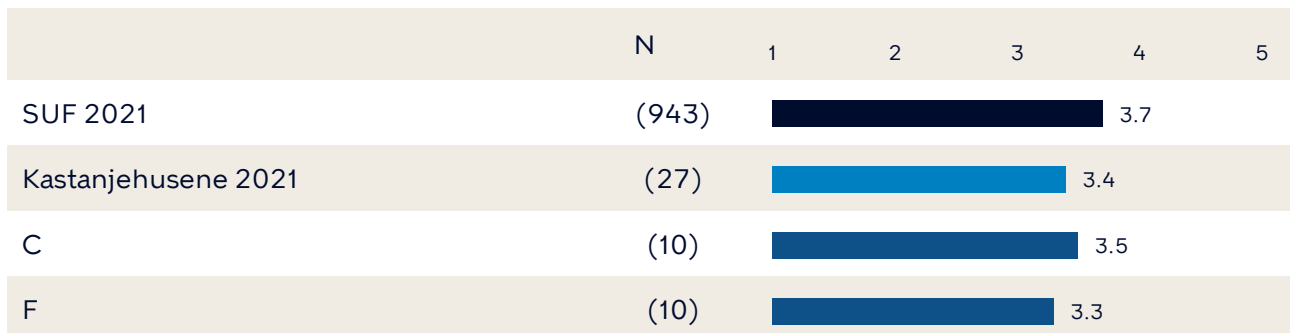 N 1 2 3 4 5
SUF 2021 (943) 3.7
Kastanjehusene 2021 (27) 3.4
C (10) 3.5
F (10) 3.3